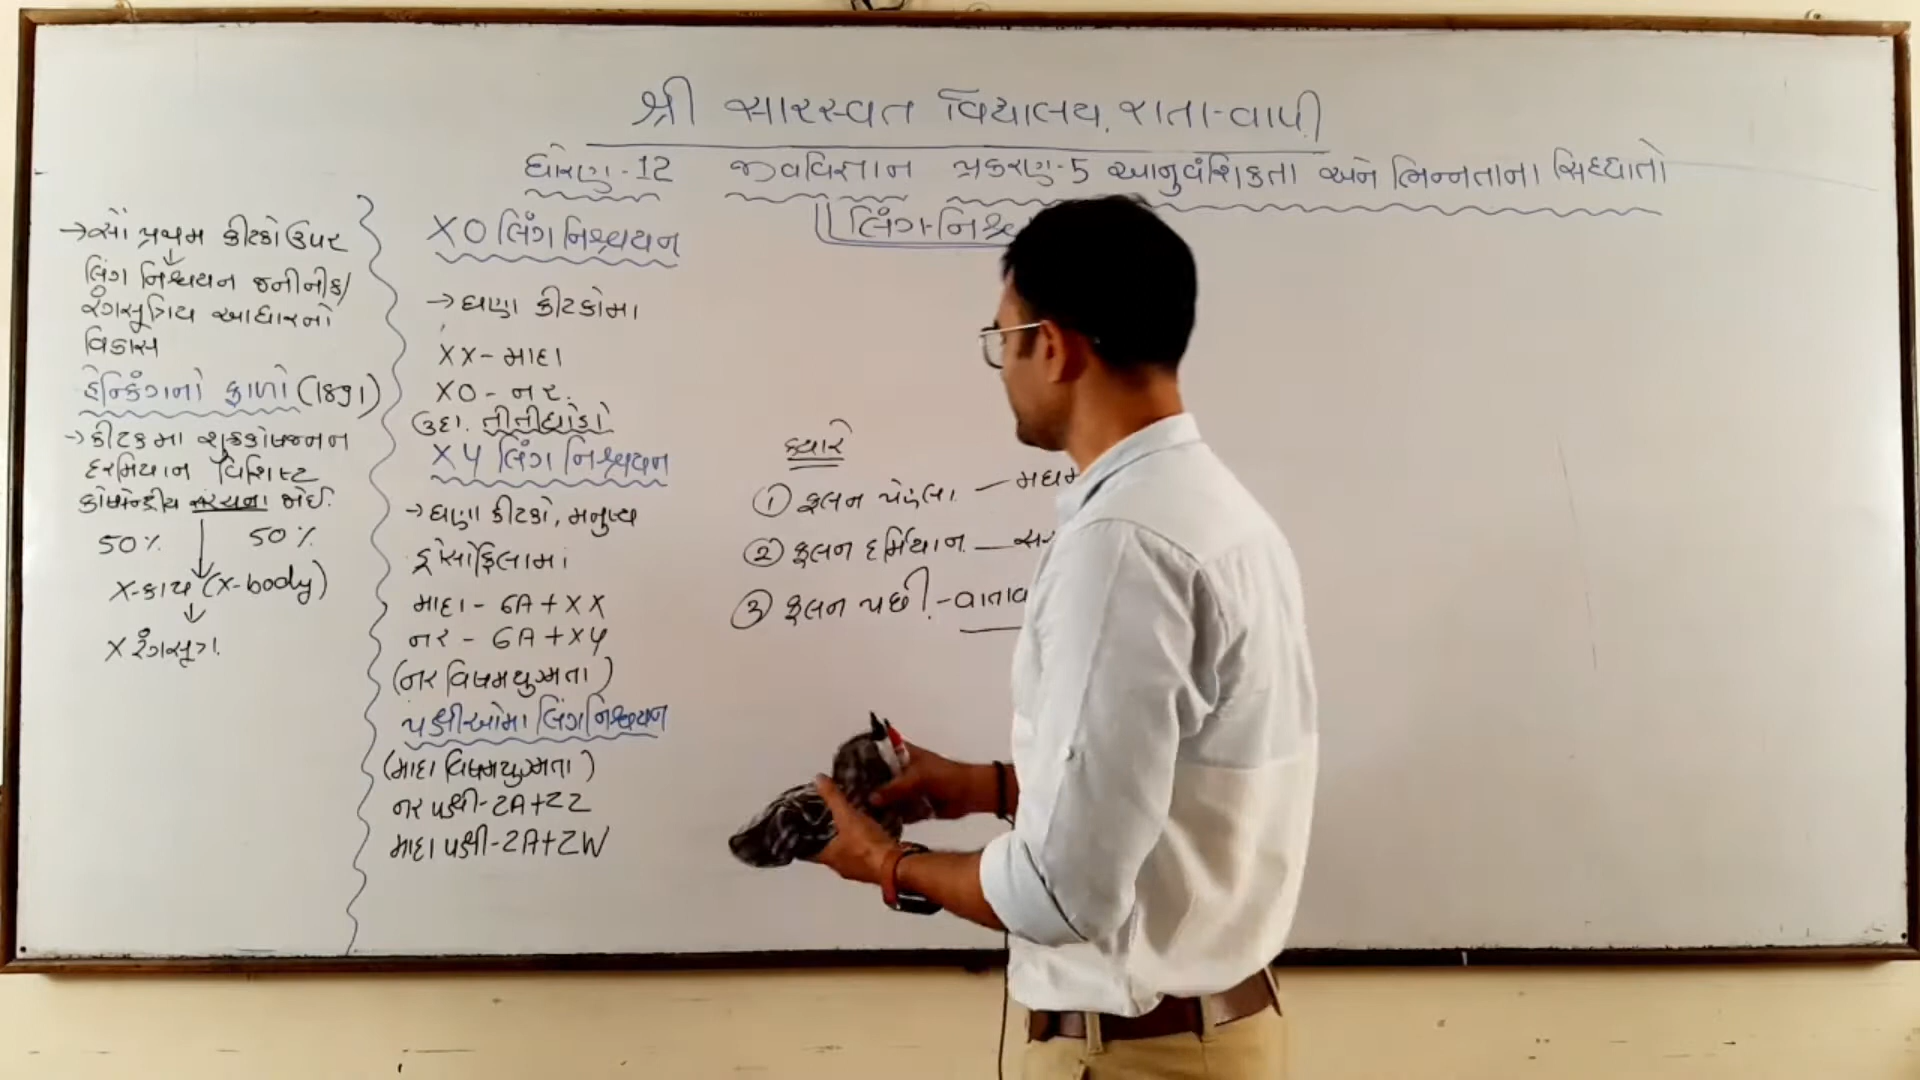 શ્રી સારસ્વત વિદ્યાલય, રાતા-વાપી
ધોરણ-12 જીવવિજ્ઞાન પ્રકરણ-5 આનુવંશિકતા અને ભિન્નતાના સિધ્ધાતો
લિંગ-નિશ્ચ
→ સૌ પ્રથમ કીટકો ઉપર
↓
લિંગ નિશ્ચયન જનીનીક/
રંગસૂત્રિય આધારનો
વિકાસ
હેન્કિંગનો ફાળો (1891)
→ કીટકમા શુક્રકોષજનન
દરમિયાન વિશિષ્ટ
કોષકેન્દ્રીય સંરચના જોઈ.
50% ↓ 50%
X-કાય (X-body)
↓
X રંગસૂત્ર.
XO લિંગ નિશ્ચયન
→ ઘણા કીટકોમા
XX - માદા
XO - નર.
ઉદા. તીતીઘોડો
XY લિંગ નિશ્ચયન
→ ઘણા કીટકો, મનુષ્ય
ડ્રોસોફિલામાં
માદા - 6A + XX
નર - 6A + XY
(નર વિષમયુગ્મતા)
પક્ષીઓમા લિંગ નિશ્ચયન
(માદા વિષમયુગ્મતા)
નર પક્ષી - 2A + ZZ
માદા પક્ષી - 2A + ZW
ક્યારે
① ફલન પેહલા — મધમ
② ફલન દર્મિયાન —
③ ફલન પછી. - વાતાવ